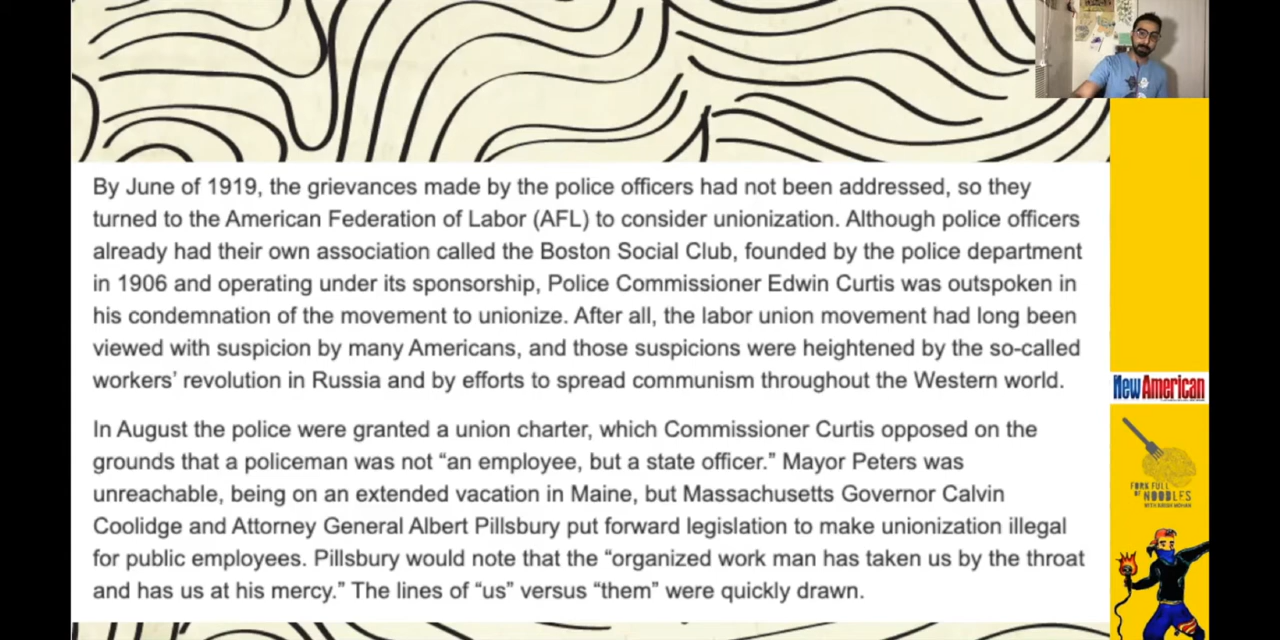 By June of 1919, the grievances made by the police officers had not been addressed, so they
turned to the American Federation of Labor (AFL) to consider unionization. Although police officers
already had their own association called the Boston Social Club, founded by the police department
in 1906 and operating under its sponsorship, Police Commissioner Edwin Curtis was outspoken in
his condemnation of the movement to unionize. After all, the labor union movement had long been
viewed with suspicion by many Americans, and those suspicions were heightened by the so-called
workers’ revolution in Russia and by efforts to spread communism throughout the Western world.
In August the police were granted a union charter, which Commissioner Curtis opposed on the
grounds that a policeman was not “an employee, but a state officer.” Mayor Peters was
unreachable, being on an extended vacation in Maine, but Massachusetts Governor Calvin
Coolidge and Attorney General Albert Pillsbury put forward legislation to make unionization illegal
for public employees. Pillsbury would note that the “organized work man has taken us by the throat
and has us at his mercy.” The lines of “us” versus “them” were quickly drawn.
New American
FORK FULL
OF NOODLES
WITH KRISH MOHAN